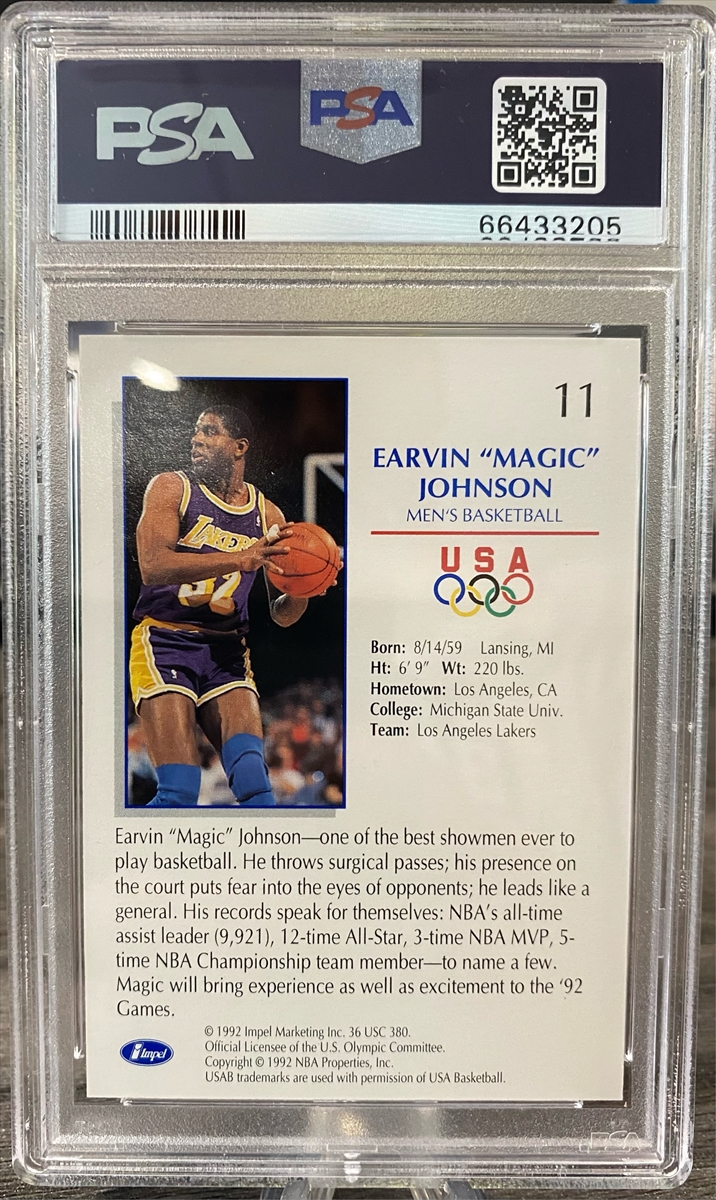 PSA
PSA
66433205
11
EARVIN “MAGIC”
JOHNSON
MEN'S BASKETBALL
USA
LAKERS
32
Born: 8/14/59 Lansing, MI
Ht: 6' 9" Wt: 220 lbs.
Hometown: Los Angeles, CA
College: Michigan State Univ.
Team: Los Angeles Lakers
Earvin “Magic” Johnson—one of the best showmen ever to
play basketball. He throws surgical passes; his presence on
the court puts fear into the eyes of opponents; he leads like a
general. His records speak for themselves: NBA's all-time
assist leader (9,921), 12-time All-Star, 3-time NBA MVP, 5-
time NBA Championship team member—to name a few.
Magic will bring experience as well as excitement to the '92
Games.
© 1992 Impel Marketing Inc. 36 USC 380.
Official Licensee of the U.S. Olympic Committee.
Copyright © 1992 NBA Properties, Inc.
USAB trademarks are used with permission of USA Basketball.
Impel
PSA